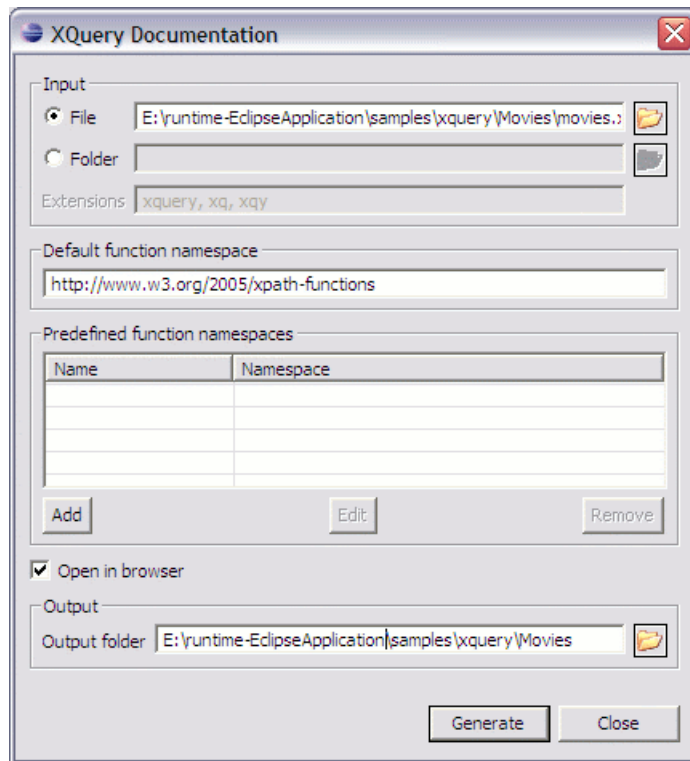 XQuery Documentation
Input
File E:\runtime-EclipseApplication\samples\xquery\Movies\movies.x
Folder
Extensions xquery, xq, xqy
Default function namespace
http://www.w3.org/2005/xpath-functions
Predefined function namespaces
Name Namespace
Add Edit Remove
Open in browser
Output
Output folder E:\runtime-EclipseApplication\samples\xquery\Movies
Generate Close